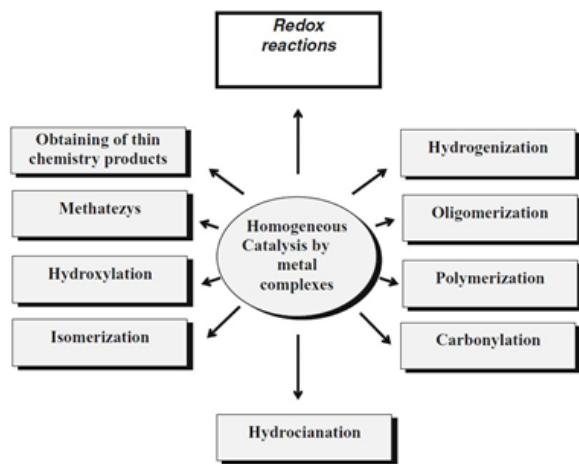 Redox
reactions
Obtaining of thin
chemistry products
Hydrogenization
Methatezys
Homogeneous
Catalysis by
metal
complexes
Oligomerization
Hydroxylation
Polymerization
Isomerization
Carbonylation
Hydrocianation